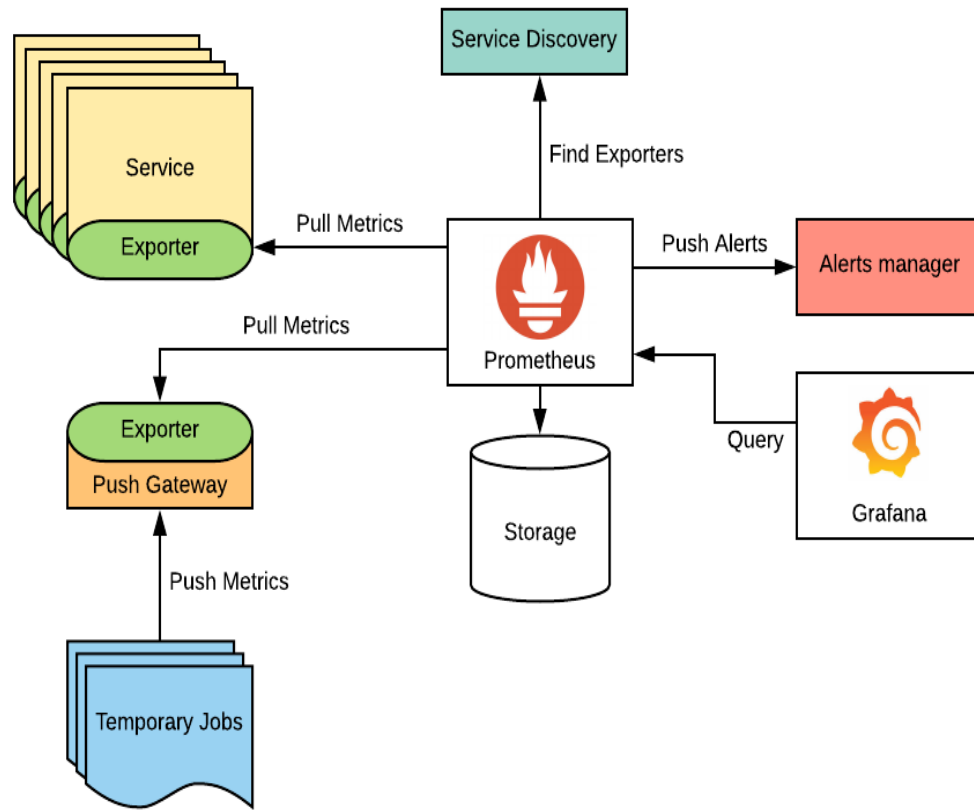 Service Discovery
Find Exporters
Service
Exporter
Pull Metrics
Push Alerts
Alerts manager
Prometheus
Pull Metrics
Exporter
Push Gateway
Query
Grafana
Storage
Push Metrics
Temporary Jobs